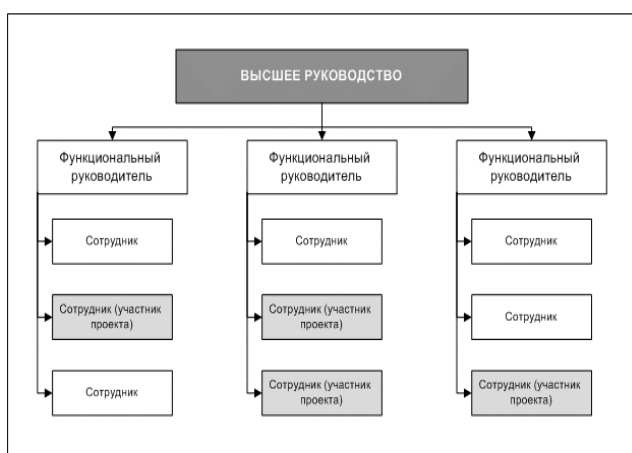 ВЫСШЕЕ РУКОВОДСТВО
Функциональный
руководитель
Функциональный
руководитель
Функциональный
руководитель
Сотрудник
Сотрудник
Сотрудник
Сотрудник (участник
проекта)
Сотрудник (участник
проекта)
Сотрудник
Сотрудник
Сотрудник (участник
проекта)
Сотрудник (участник
проекта)